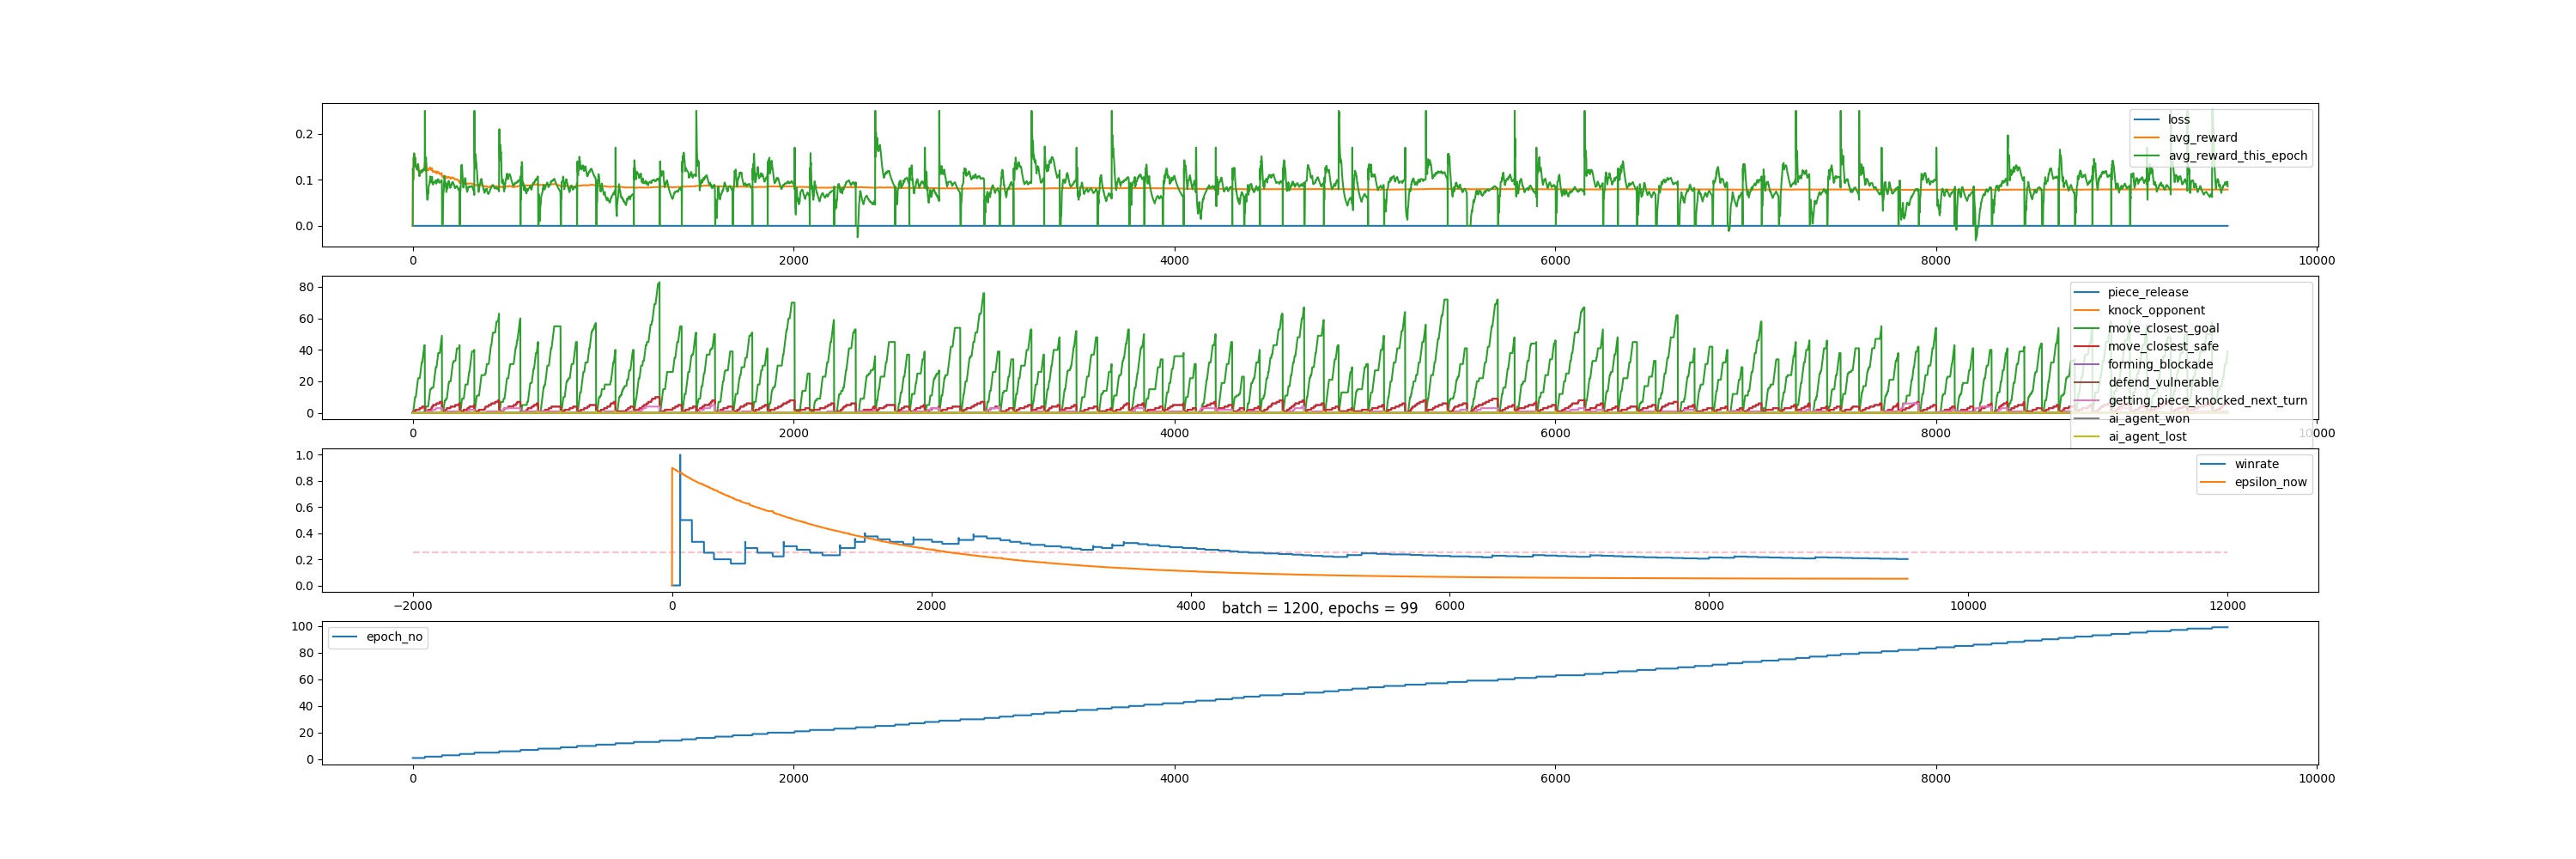 0.2
0.1
0.0
loss
avg_reward
avg_reward_this_epoch
0 2000 4000 6000 8000 10000
80
60
40
20
0
piece_release
knock_opponent
move_closest_goal
move_closest_safe
forming_blockade
defend_vulnerable
getting_piece_knocked_next_turn
ai_agent_won
ai_agent_lost
0 2000 4000 6000 8000 10000
1.0
0.8
0.6
0.4
0.2
0.0
winrate
epsilon_now
−2000 0 2000 4000 6000 8000 10000 12000
batch = 1200, epochs = 99
100
80
60
40
20
0
epoch_no
0 2000 4000 6000 8000 10000